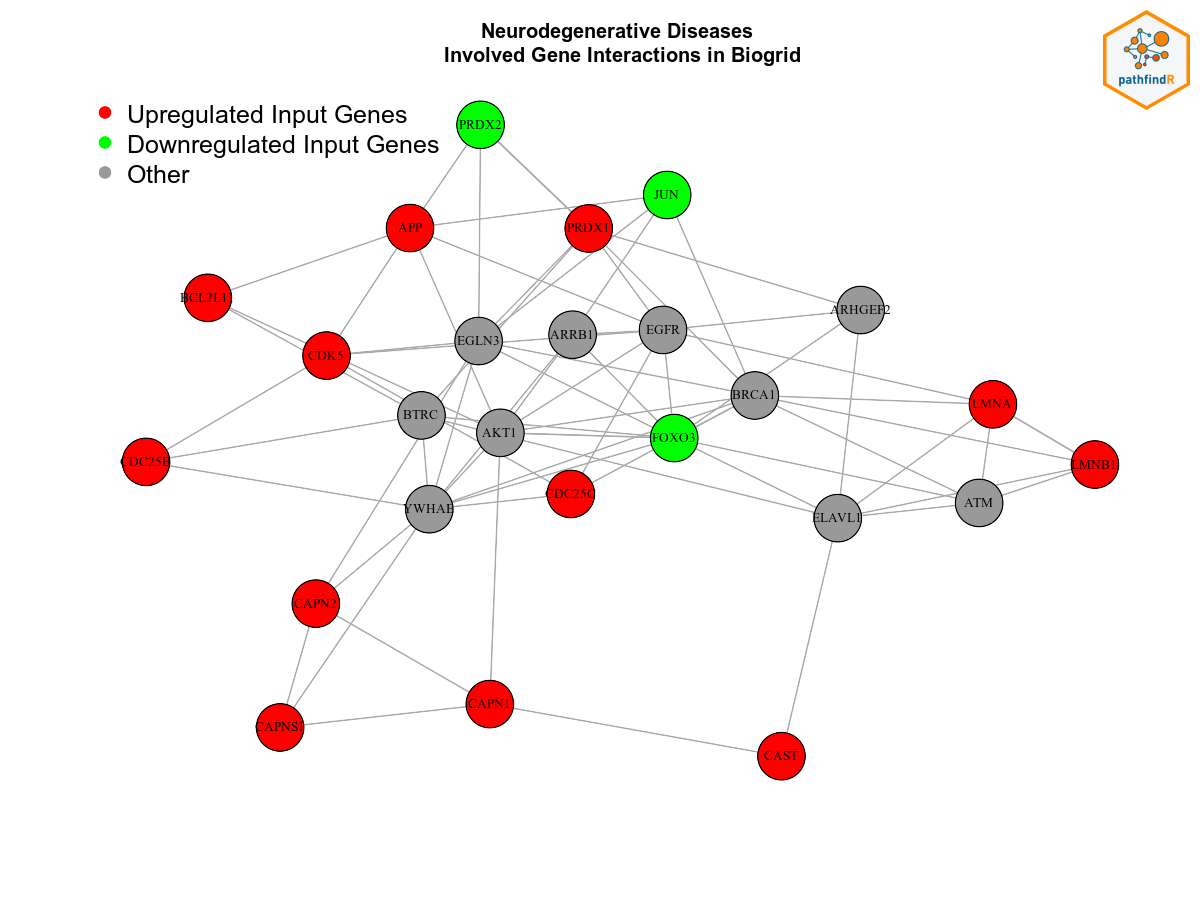 Neurodegenerative Diseases
Involved Gene Interactions in Biogrid
pathfindR
Upregulated Input Genes
Downregulated Input Genes
Other
PRDX2
JUN
APP
PRDX1
BCL2L1
ARHGEF2
EGLN3
ARRB1
EGFR
CDK5
BRCA1
LMNA
BTRC
AKT1
FOXO3
CDC25B
LMNB1
CDC25C
ATM
YWHAE
ELAVL1
CAPN2
CAPN1
CAPNS1
CAST